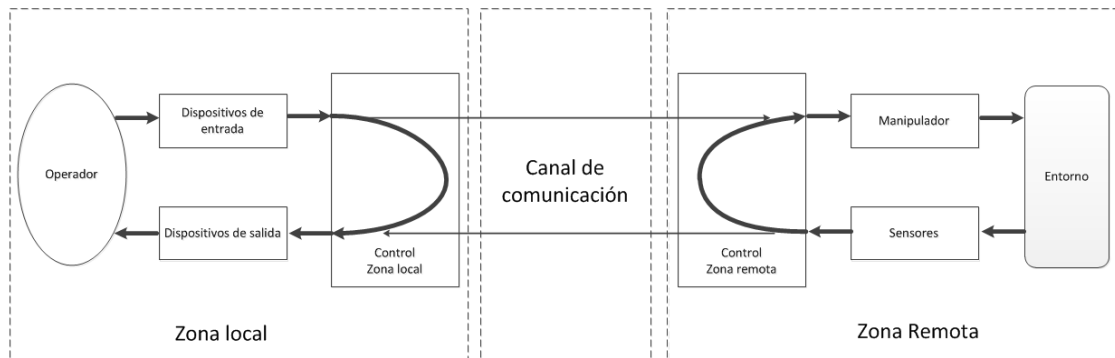 Operador
Dispositivos de
entrada
Dispositivos de salida
Control
Zona local
Zona local
Canal de
comunicación
Control
Zona remota
Manipulador
Sensores
Entorno
Zona Remota